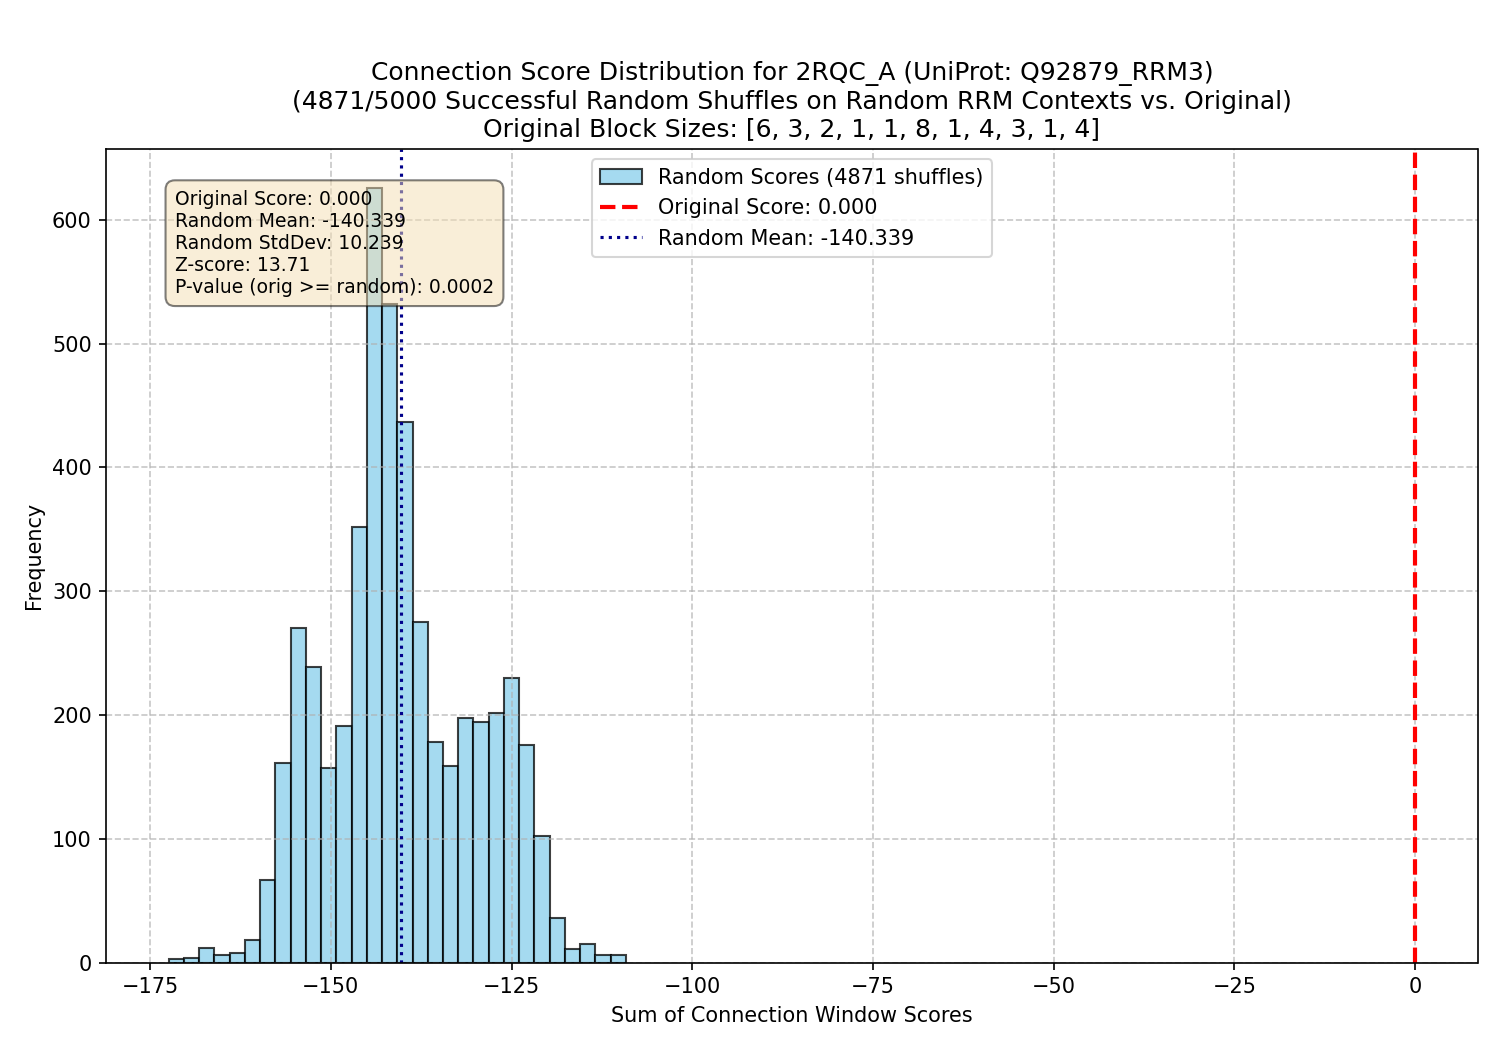 Connection Score Distribution for 2RQC_A (UniProt: Q92879_RRM3)
(4871/5000 Successful Random Shuffles on Random RRM Contexts vs. Original)
Original Block Sizes: [6, 3, 2, 1, 1, 8, 1, 4, 3, 1, 4]
Original Score: 0.000
Random Mean: -140.339
Random StdDev: 10.239
Z-score: 13.71
P-value (orig >= random): 0.0002
Random Scores (4871 shuffles)
Original Score: 0.000
Random Mean: -140.339
Frequency
600
500
400
300
200
100
0
−175
−150
−125
−100
−75
−50
−25
0
Sum of Connection Window Scores